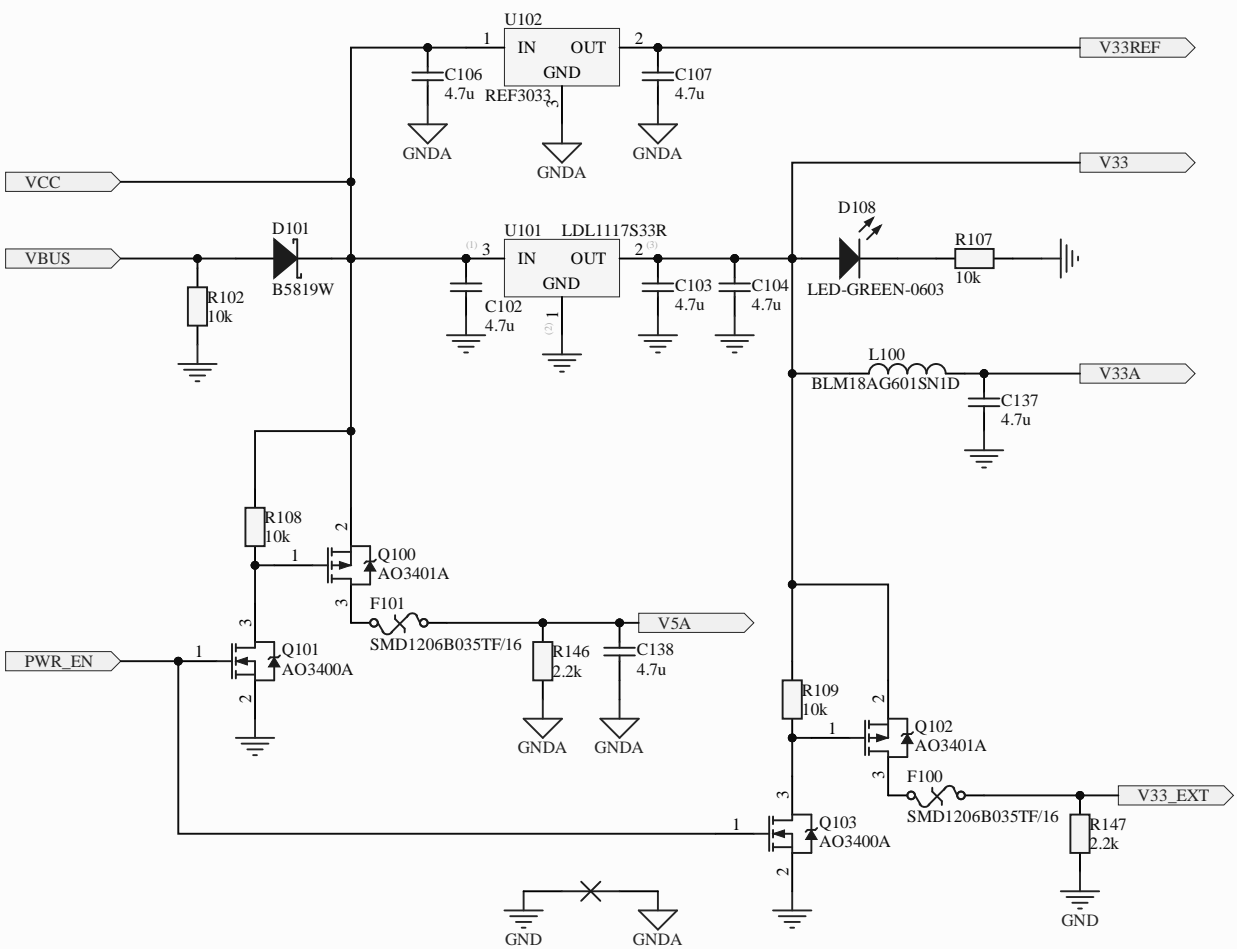 U102
1
IN
OUT
2
GND
REF3033
3
C106
4.7u
C107
4.7u
GNDA
GNDA
GNDA
V33REF
V33
VCC
VBUS
D101
B5819W
R102
10k
U101
LDL1117S33R
(1)
3
IN
OUT
2
(3)
GND
(2)
1
C102
4.7u
C103
4.7u
C104
4.7u
D108
LED-GREEN-0603
R107
10k
L100
BLM18AG601SN1D
V33A
C137
4.7u
R108
10k
2
1
Q100
AO3401A
3
F101
SMD1206B035TF/16
V5A
3
PWR_EN
1
Q101
AO3400A
2
R146
2.2k
C138
4.7u
GNDA
GNDA
R109
10k
2
1
Q102
AO3401A
3
F100
SMD1206B035TF/16
V33_EXT
3
1
Q103
AO3400A
2
R147
2.2k
GND
GND
GNDA